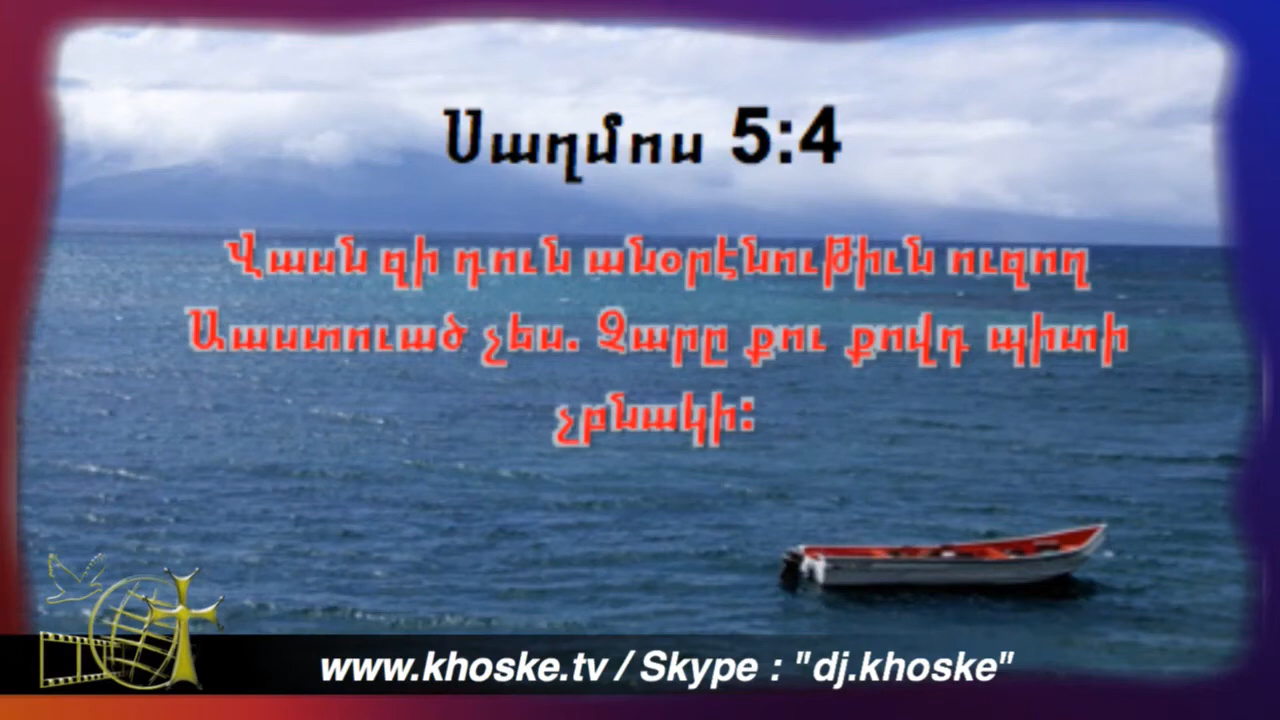 Սաղմոս 5:4
Վասն զի դուն անօրէնութիւն ուզող
Աաստուած չես. Չարը քու քովդ պիտի
չբնակի:
www.khoske.tv / Skype : "dj.khoske"